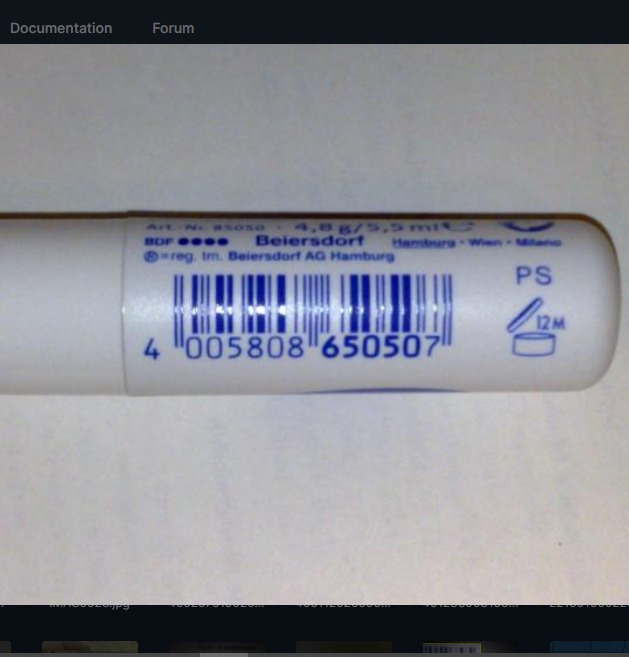 Documentation Forum
Art.-Nr. 85050 · 4,8 g/5,5 ml
BDF Beiersdorf Hamburg · Wien · Milano
®=reg. tm. Beiersdorf AG Hamburg
PS
12M
4 005808 650507